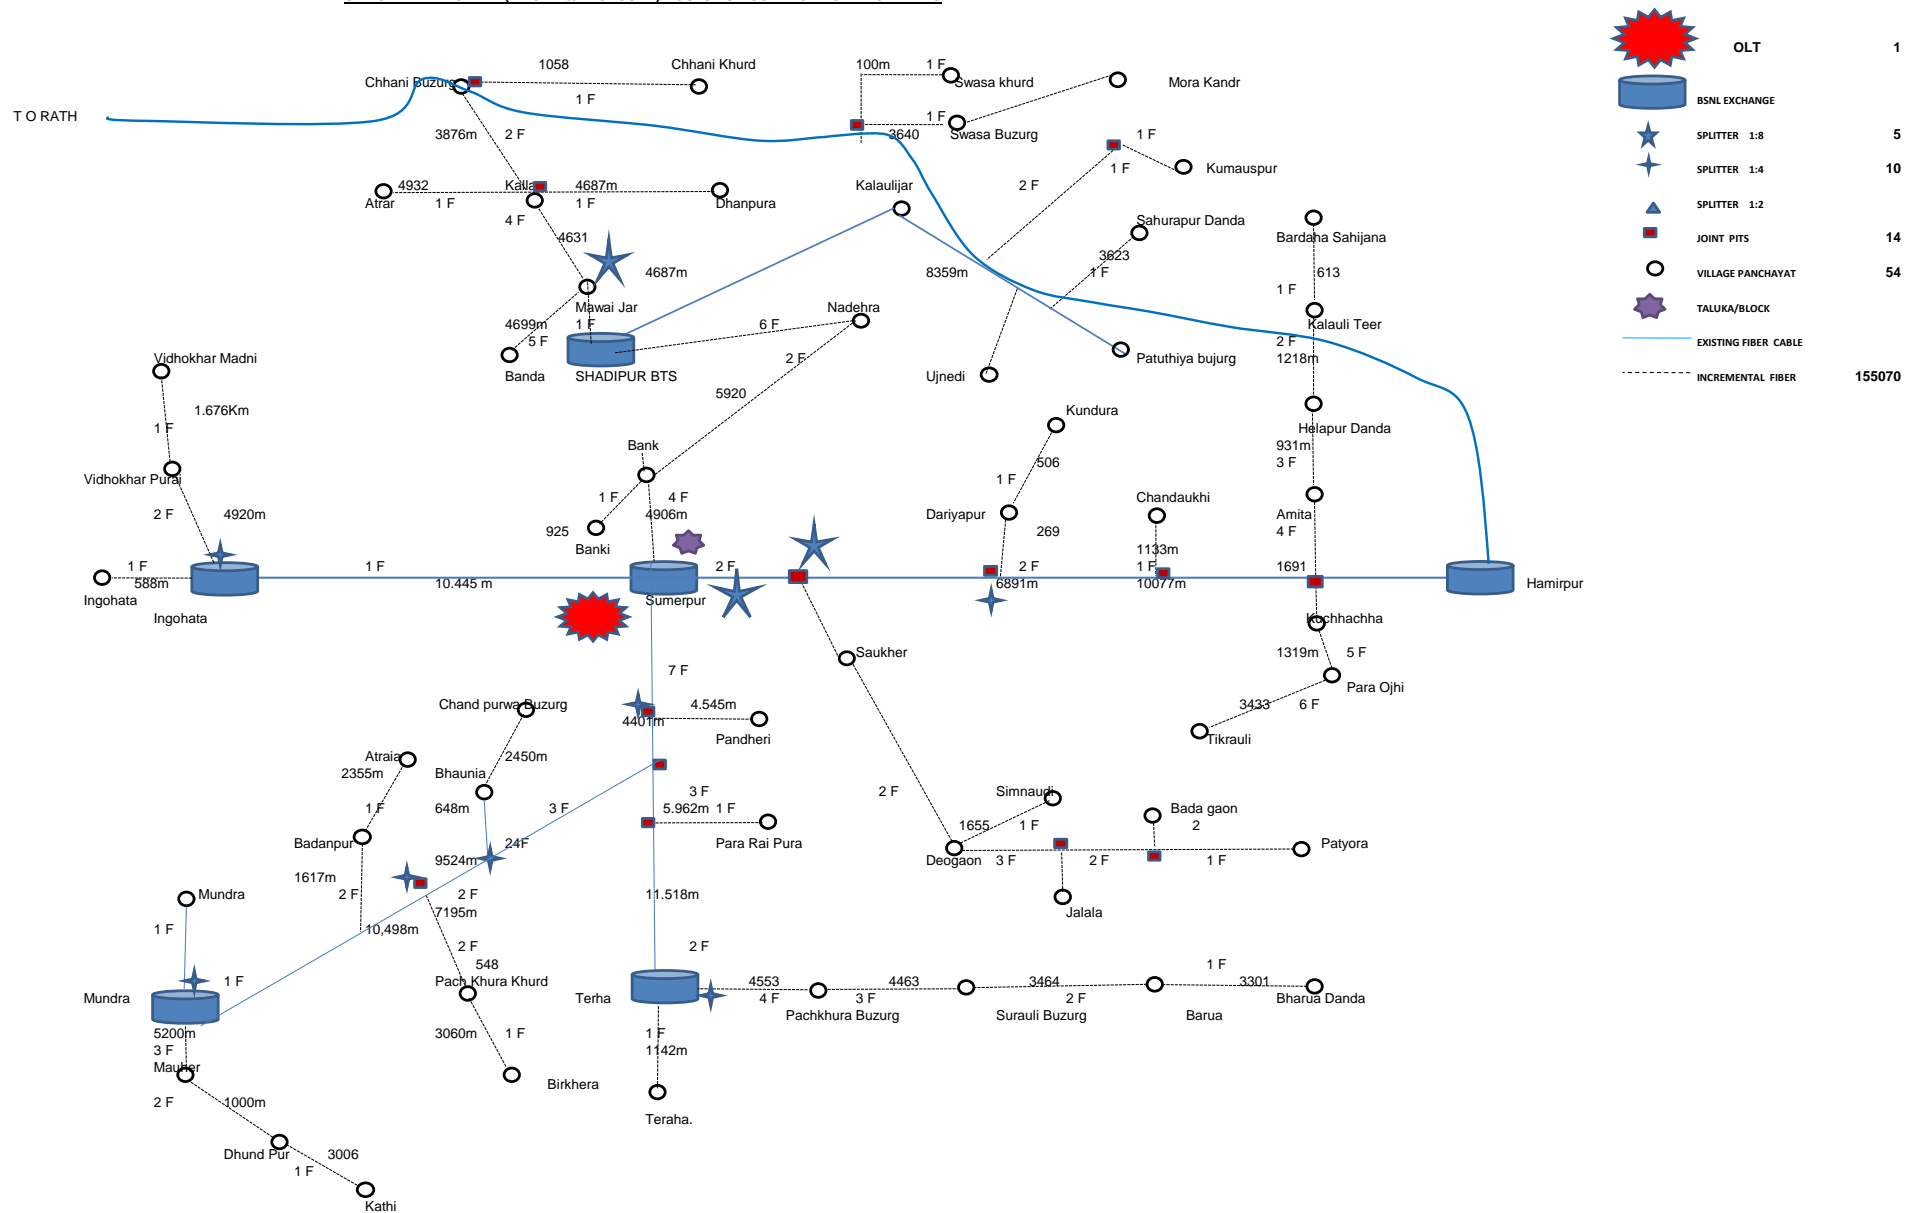 OLT 1
BSNL EXCHANGE
SPLITTER 1:8 5
SPLITTER 1:4 10
SPLITTER 1:2
JOINT PITS 14
VILLAGE PANCHAYAT 54
TALUKA/BLOCK
EXISTING FIBER CABLE
INCREMENTAL FIBER 155070
1058
Chhani Khurd
100m
1 F
Chhani Buzurg
Swasa khurd
Mora Kandr
1 F
T O RATH
1 F
3876m
2 F
3640
Swasa Buzurg
1 F
1 F
Kumauspur
2 F
4932
Kalla
4687m
Kalaulijar
Atrar
1 F
1 F
Dhanpura
4 F
Sahurapur Danda
4631
Bardaha Sahijana
3623
4687m
8359m
1 F
613
1 F
Mawai Jar
Nadehra
4699m
1 F
6 F
Kalauli Teer
5 F
2 F
Vidhokhar Madni
2 F
Patuthiya bujurg
1218m
Banda
SHADIPUR BTS
Ujnedi
5920
1.676Km
Kundura
1 F
Helapur Danda
Bank
931m
506
3 F
Vidhokhar Puraj
1 F
1 F
4 F
Chandaukhi
2 F
4920m
4906m
Dariyapur
Amita
925
269
4 F
Banki
1133m
1 F
1 F
2 F
2 F
1 F
1691
588m
10.445 m
6891m
10077m
Hamirpur
Ingohata
Sumerpur
Ingohata
Kuchhachha
Saukher
1319m
5 F
7 F
Para Ojhi
Chand purwa Buzurg
4.545m
3433
6 F
4401m
Pandheri
Tikrauli
Atraia
2450m
2355m
Bhaunia
3 F
2 F
Simnaudi
1 F
648m
3 F
5.962m
1 F
Bada gaon
1655
1 F
2
Badanpur
24F
Para Rai Pura
Patyora
9524m
Deogaon
3 F
2 F
1 F
1617m
Mundra
2 F
2 F
11.518m
7195m
Jalala
1 F
10,498m
2 F
2 F
548
1 F
1 F
Pach Khura Khurd
4553
4463
3464
3301
Mundra
Terha
4 F
3 F
2 F
Bharua Danda
Pachkhura Buzurg
Surauli Buzurg
Barua
5200m
3060m
1 F
1 F
3 F
1142m
Mauher
Birkhera
2 F
1000m
Teraha.
Dhund Pur
3006
1 F
Kathi